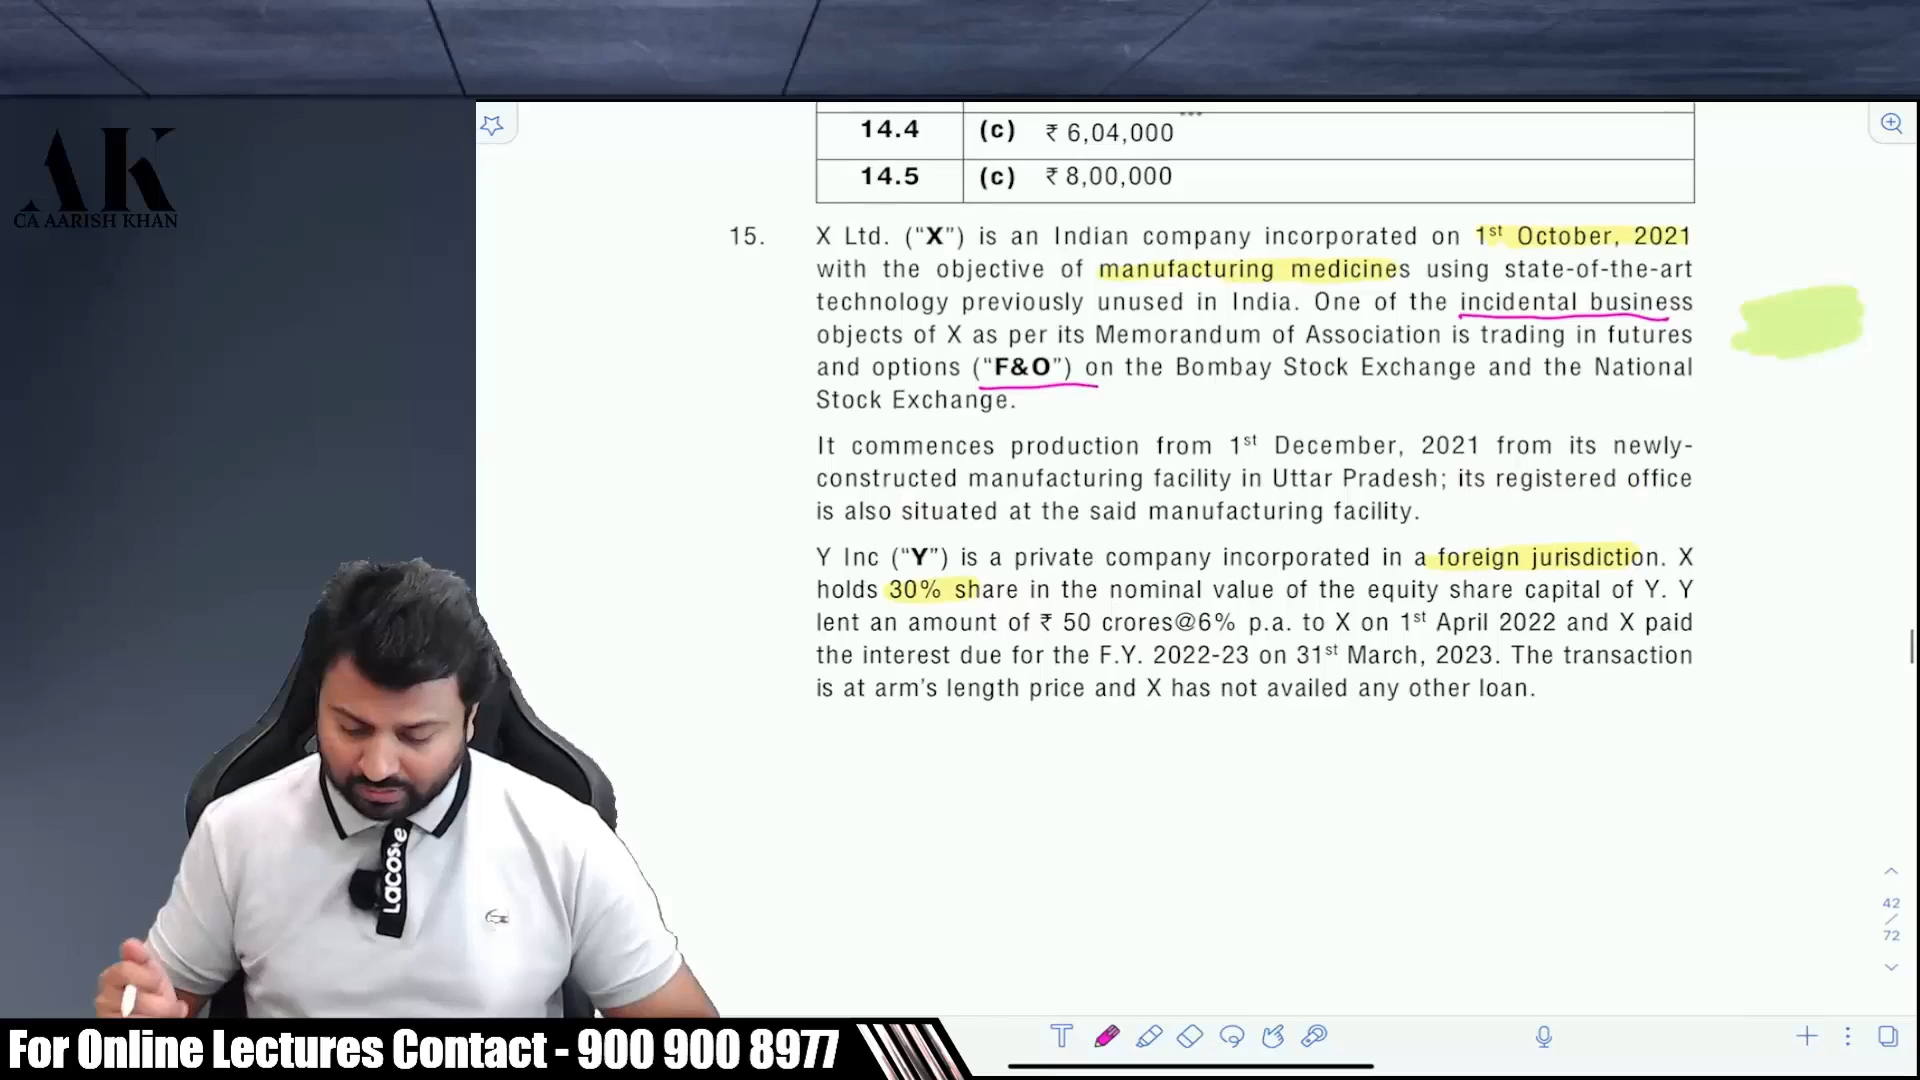 AK
CA AARISH KHAN
14.4 (c) ₹ 6,04,000
14.5 (c) ₹ 8,00,000
15. X Ltd. (“X”) is an Indian company incorporated on 1st October, 2021
with the objective of manufacturing medicines using state-of-the-art
technology previously unused in India. One of the incidental business
objects of X as per its Memorandum of Association is trading in futures
and options (“F&O”) on the Bombay Stock Exchange and the National
Stock Exchange.
It commences production from 1st December, 2021 from its newly-
constructed manufacturing facility in Uttar Pradesh; its registered office
is also situated at the said manufacturing facility.
Y Inc (“Y”) is a private company incorporated in a foreign jurisdiction. X
holds 30% share in the nominal value of the equity share capital of Y. Y
lent an amount of ₹ 50 crores@6% p.a. to X on 1st April 2022 and X paid
the interest due for the F.Y. 2022-23 on 31st March, 2023. The transaction
is at arm’s length price and X has not availed any other loan.
Lacoste
42
/
72
T
For Online Lectures Contact - 900 900 8977